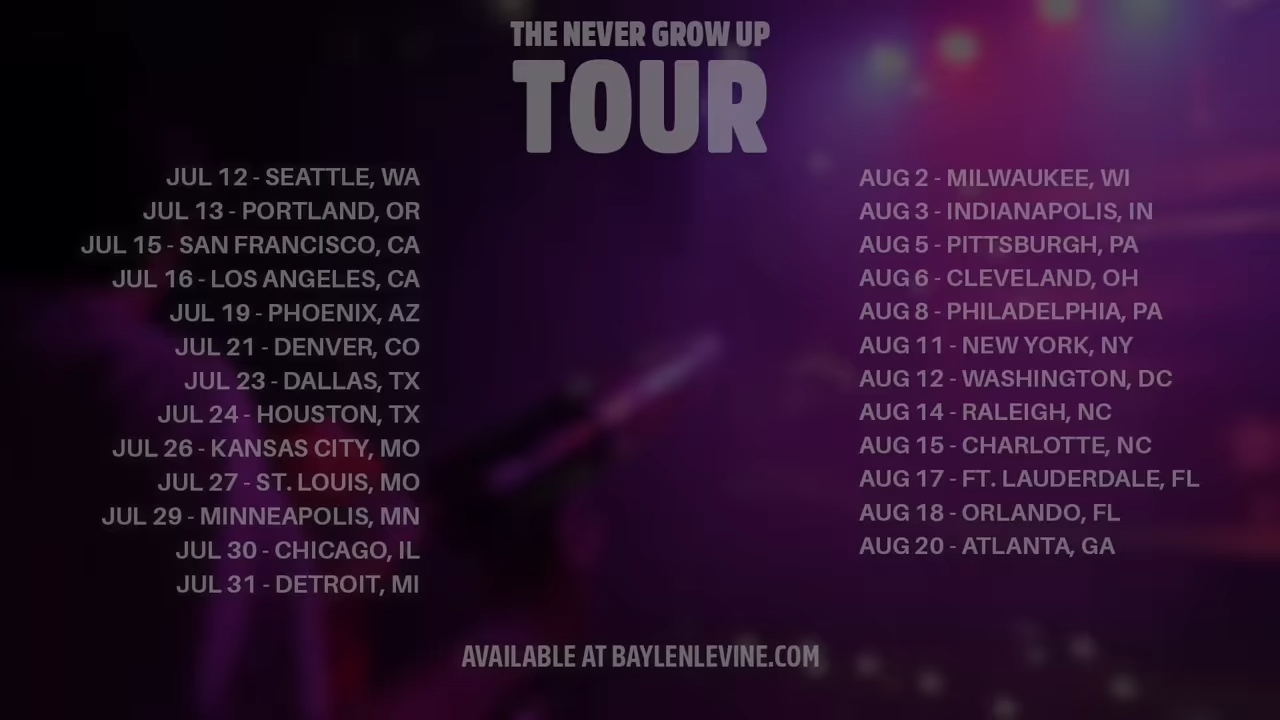 THE NEVER GROW UP
TOUR
JUL 12 - SEATTLE, WA
JUL 13 - PORTLAND, OR
JUL 15 - SAN FRANCISCO, CA
JUL 16 - LOS ANGELES, CA
JUL 19 - PHOENIX, AZ
JUL 21 - DENVER, CO
JUL 23 - DALLAS, TX
JUL 24 - HOUSTON, TX
JUL 26 - KANSAS CITY, MO
JUL 27 - ST. LOUIS, MO
JUL 29 - MINNEAPOLIS, MN
JUL 30 - CHICAGO, IL
JUL 31 - DETROIT, MI
AUG 2 - MILWAUKEE, WI
AUG 3 - INDIANAPOLIS, IN
AUG 5 - PITTSBURGH, PA
AUG 6 - CLEVELAND, OH
AUG 8 - PHILADELPHIA, PA
AUG 11 - NEW YORK, NY
AUG 12 - WASHINGTON, DC
AUG 14 - RALEIGH, NC
AUG 15 - CHARLOTTE, NC
AUG 17 - FT. LAUDERDALE, FL
AUG 18 - ORLANDO, FL
AUG 20 - ATLANTA, GA
AVAILABLE AT BAYLENLEVINE.COM